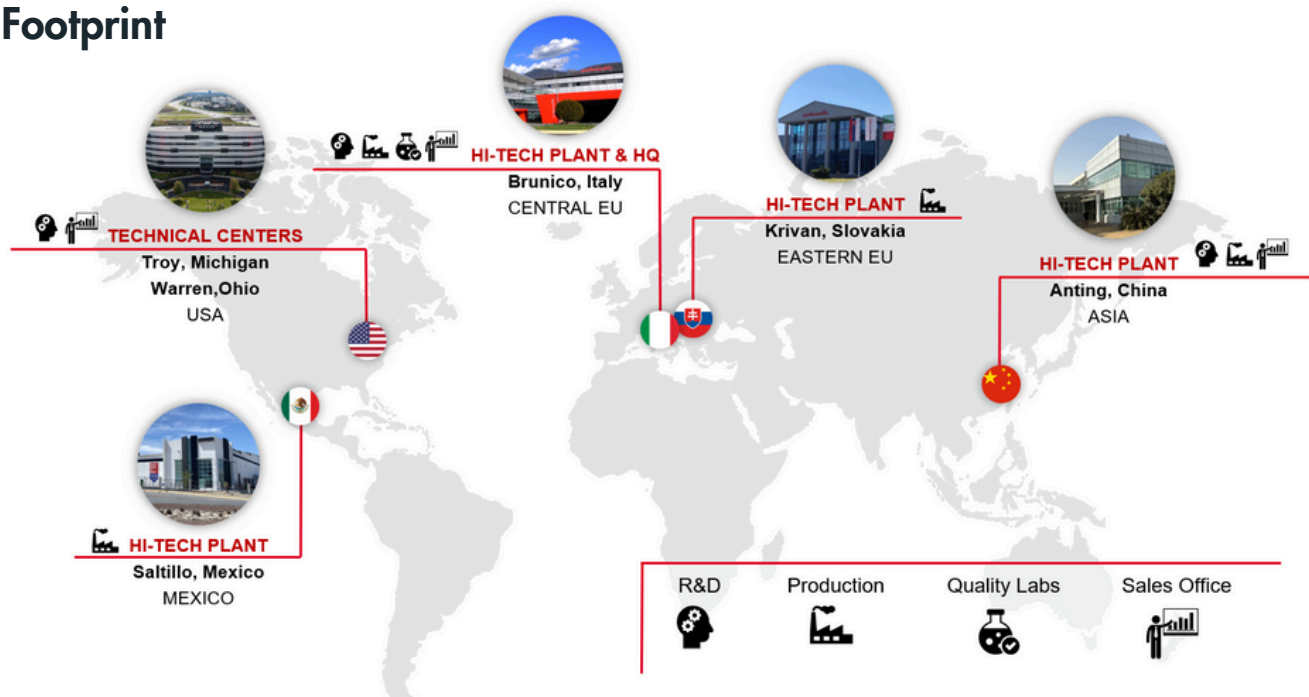 Footprint
HI-TECH PLANT & HQ
Brunico, Italy
CENTRAL EU
HI-TECH PLANT
Krivan, Slovakia
EASTERN EU
TECHNICAL CENTERS
Troy, Michigan
Warren,Ohio
USA
HI-TECH PLANT
Anting, China
ASIA
HI-TECH PLANT
Saltillo, Mexico
MEXICO
R&D
Production
Quality Labs
Sales Office